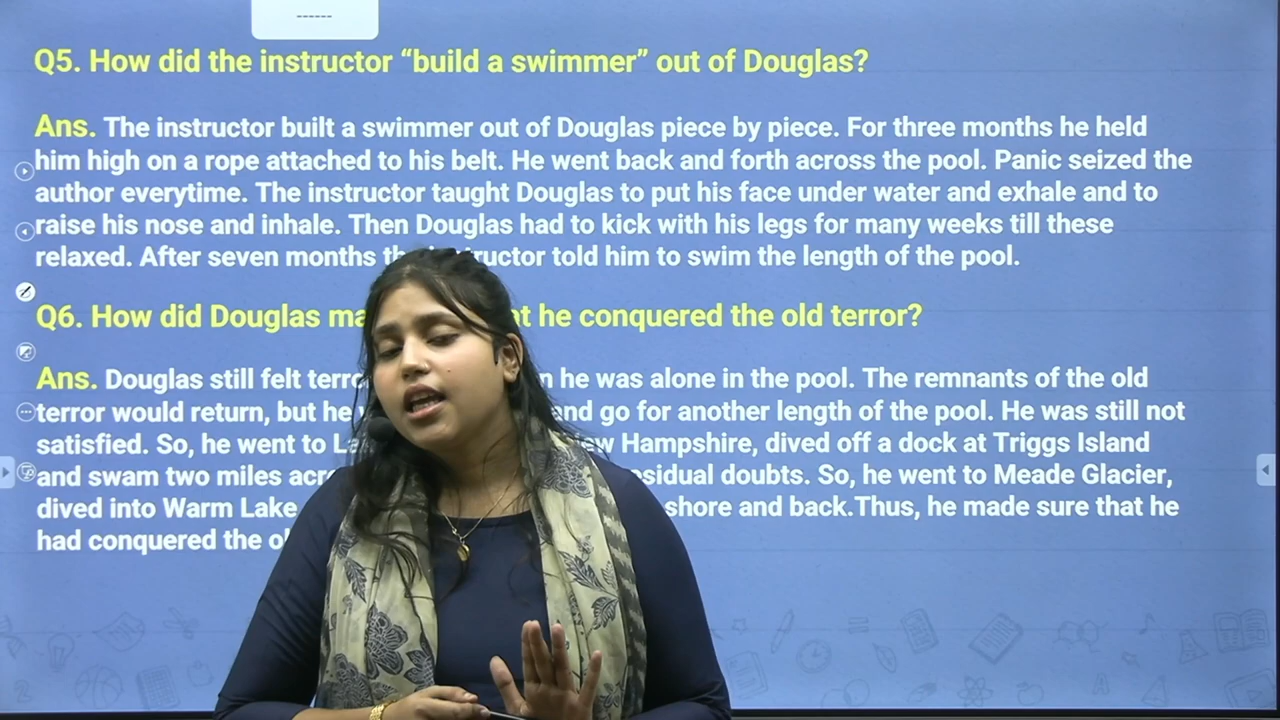 ------
Q5. How did the instructor “build a swimmer” out of Douglas?
Ans. The instructor built a swimmer out of Douglas piece by piece. For three months he held
him high on a rope attached to his belt. He went back and forth across the pool. Panic seized the
author everytime. The instructor taught Douglas to put his face under water and exhale and to
raise his nose and inhale. Then Douglas had to kick with his legs for many weeks till these
relaxed. After seven months the instructor told him to swim the length of the pool.
Q6. How did Douglas he conquered the old terror?
Ans. Douglas still felt he was alone in the pool. The remnants of the old
terror would return, but he and go for another length of the pool. He was still not
satisfied. So, he went to Hampshire, dived off a dock at Triggs Island
and swam two miles doubts. So, he went to Meade Glacier,
dived into Warm Lake shore and back.Thus, he made sure that he
had conquered the